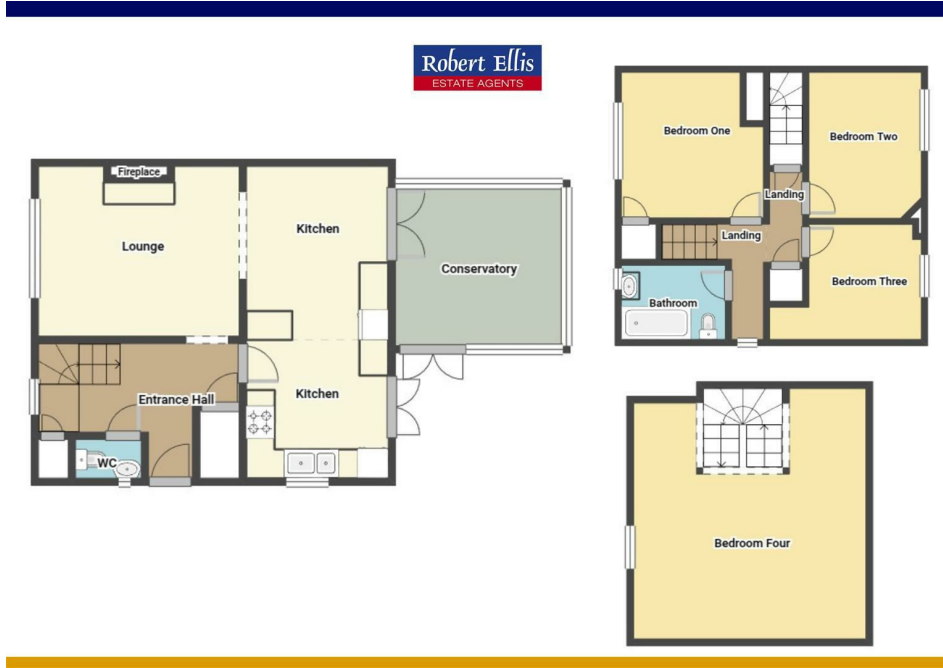 Robert Ellis
ESTATE AGENTS
Fireplace
Lounge
Kitchen
Conservatory
Kitchen
Entrance Hall
WC
Bedroom One
Bedroom Two
Landing
Landing
Bedroom Three
Bathroom
Bedroom Four